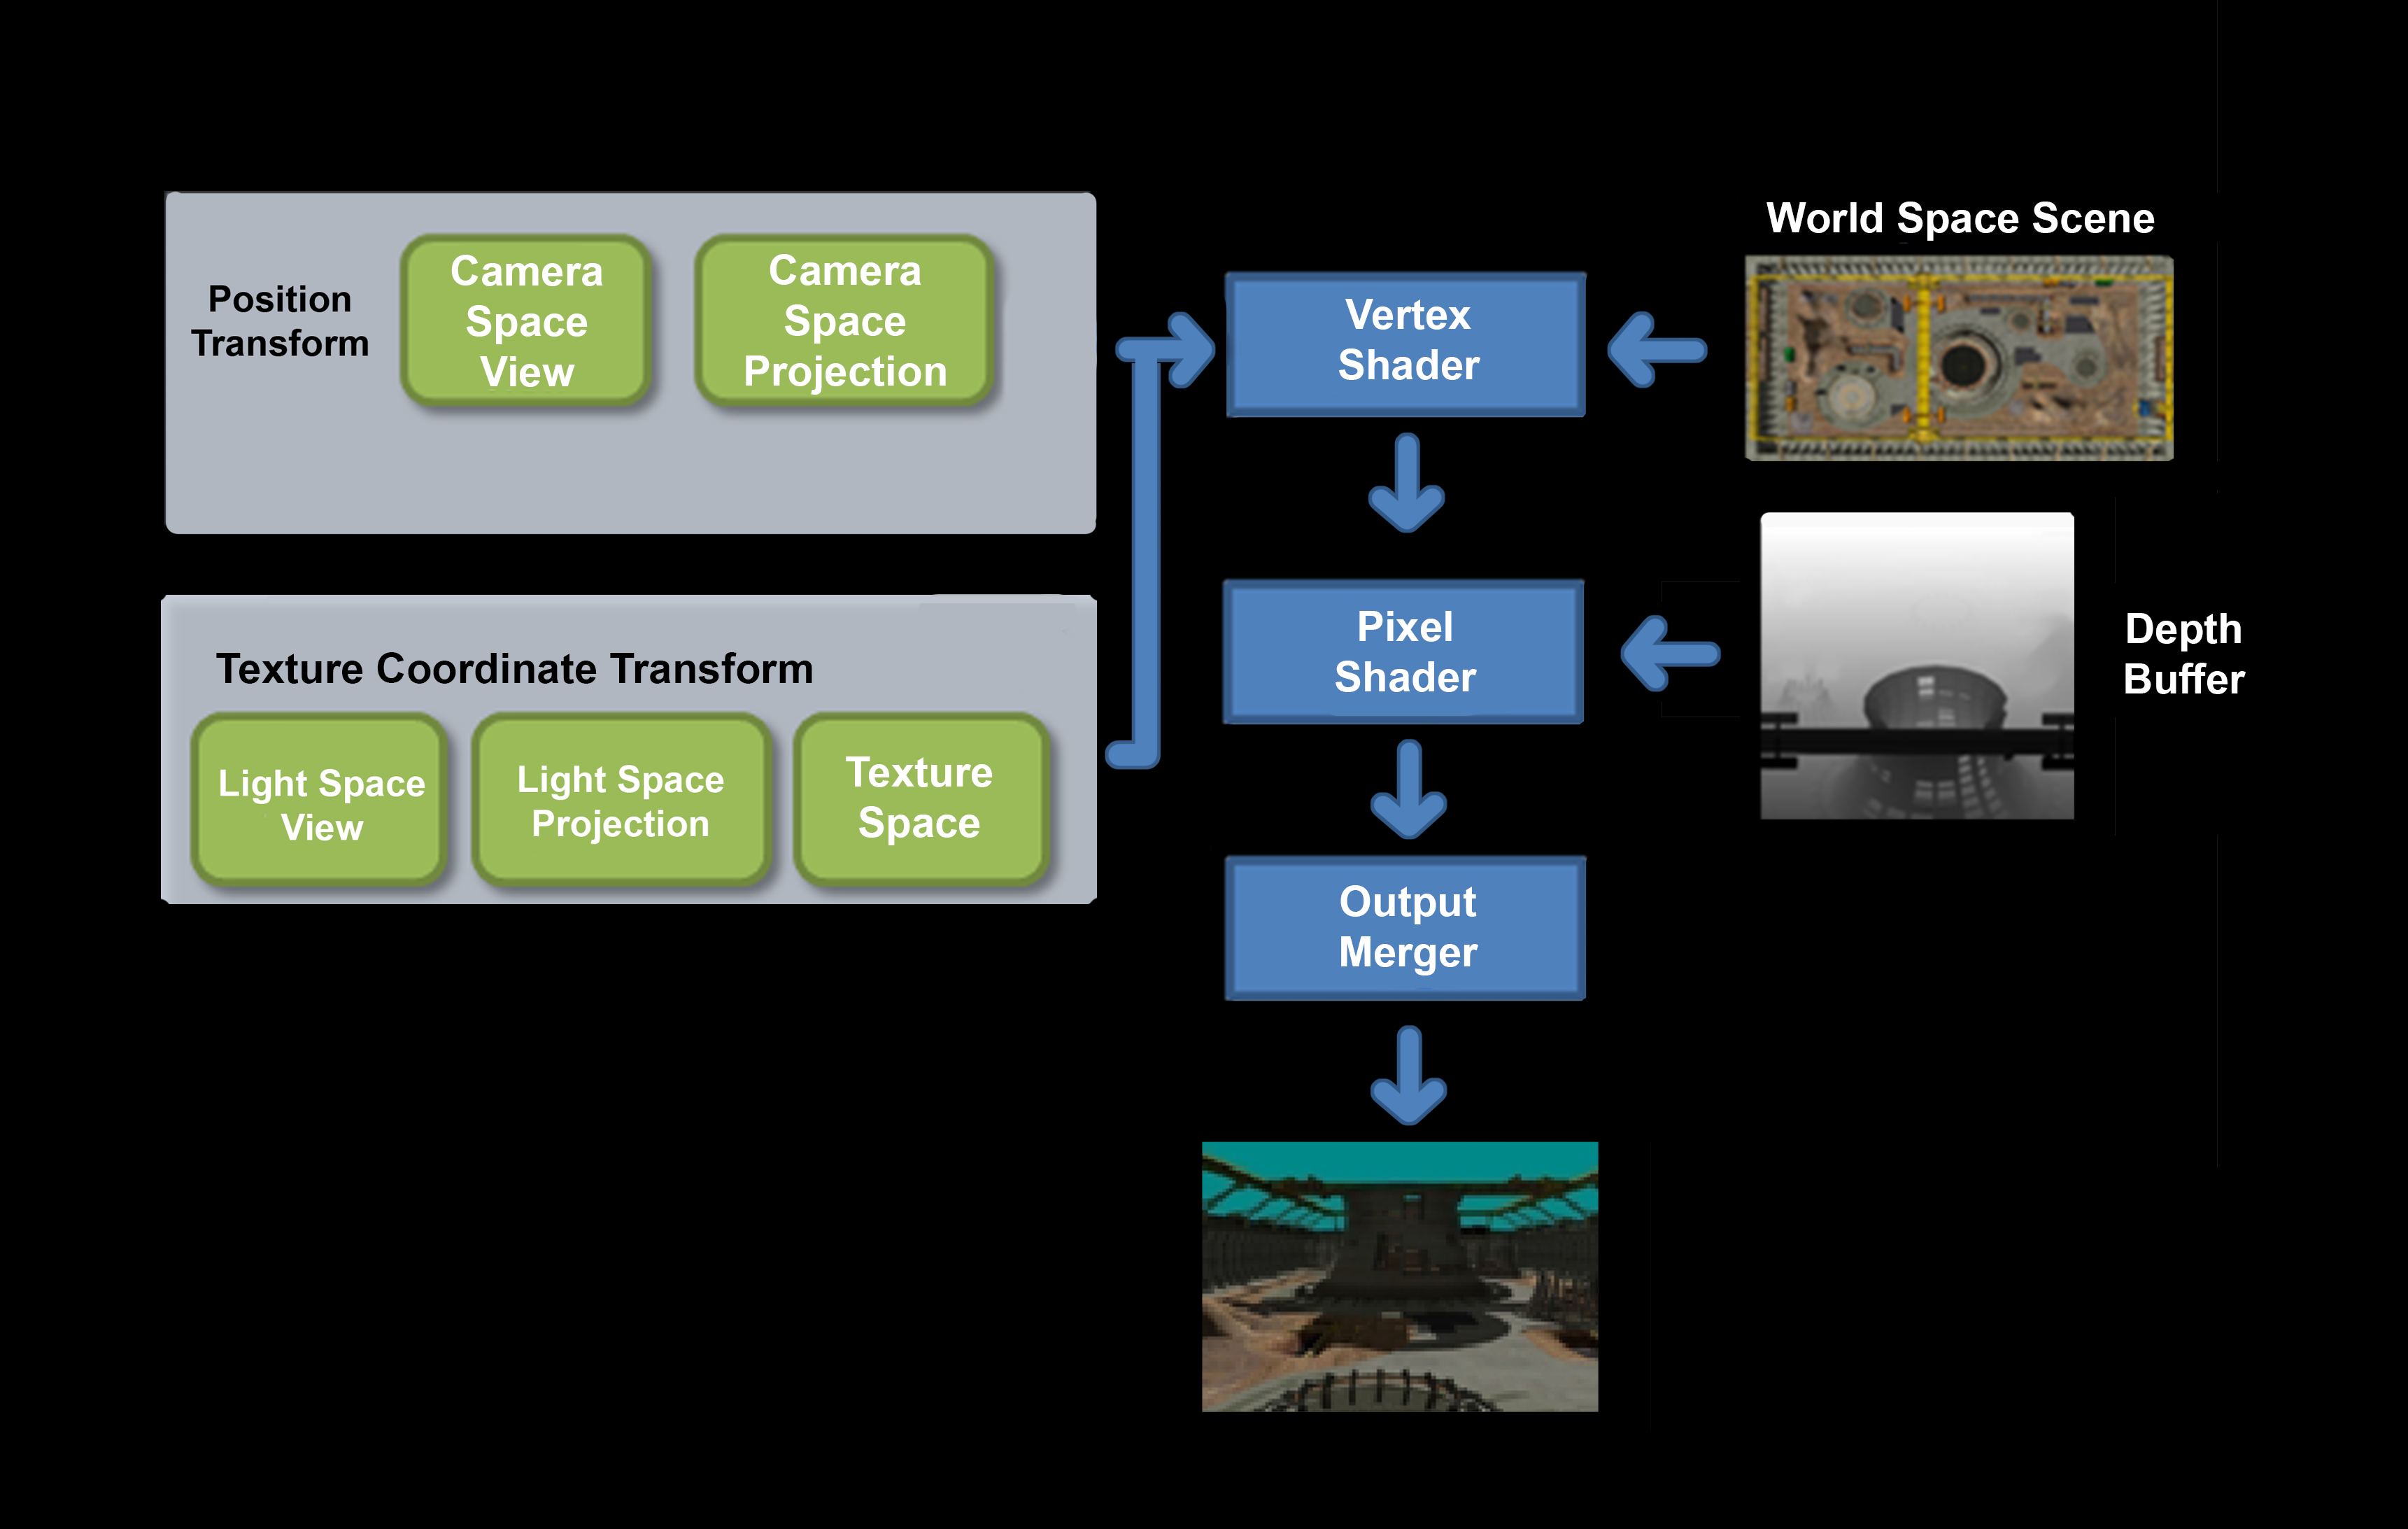 Position
Transform
Camera
Space
View
Camera
Space
Projection
Vertex
Shader
World Space Scene
Texture Coordinate Transform
Light Space
View
Light Space
Projection
Texture
Space
Pixel
Shader
Depth
Buffer
Output
Merger